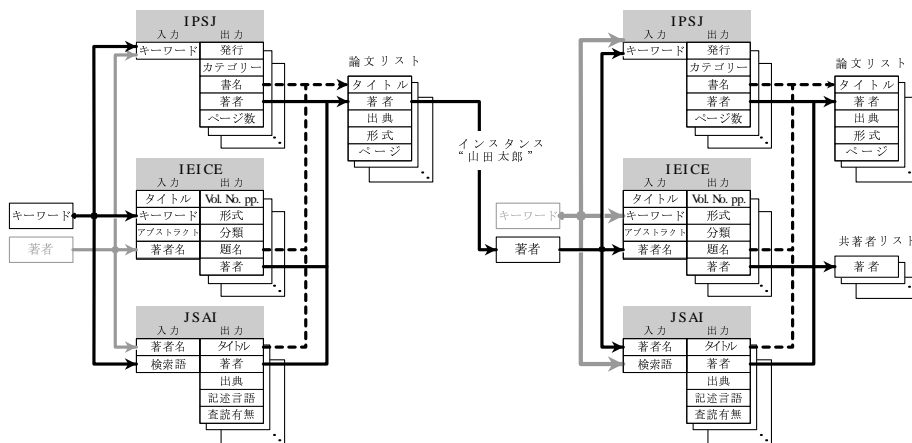 IPSJ
入力 出力
キーワード 発行
カテゴリー
書名
著者
ページ数
IEICE
入力 出力
タイトル Vol. No. pp.
キーワード 形式
アブストラクト 分類
著者名 題名
著者
JSAI
入力 出力
著者名 タイトル
検索語 著者
出典
記述言語
査読有無
キーワード
著者
論文リスト
タイトル
著者
出典
形式
ページ
インスタンス
“山田太郎”
キーワード
著者
IPSJ
入力 出力
キーワード 発行
カテゴリー
書名
著者
ページ数
IEICE
入力 出力
タイトル Vol. No. pp.
キーワード 形式
アブストラクト 分類
著者名 題名
著者
JSAI
入力 出力
著者名 タイトル
検索語 著者
出典
記述言語
査読有無
論文リスト
タイトル
著者
出典
形式
ページ
共著者リスト
著者